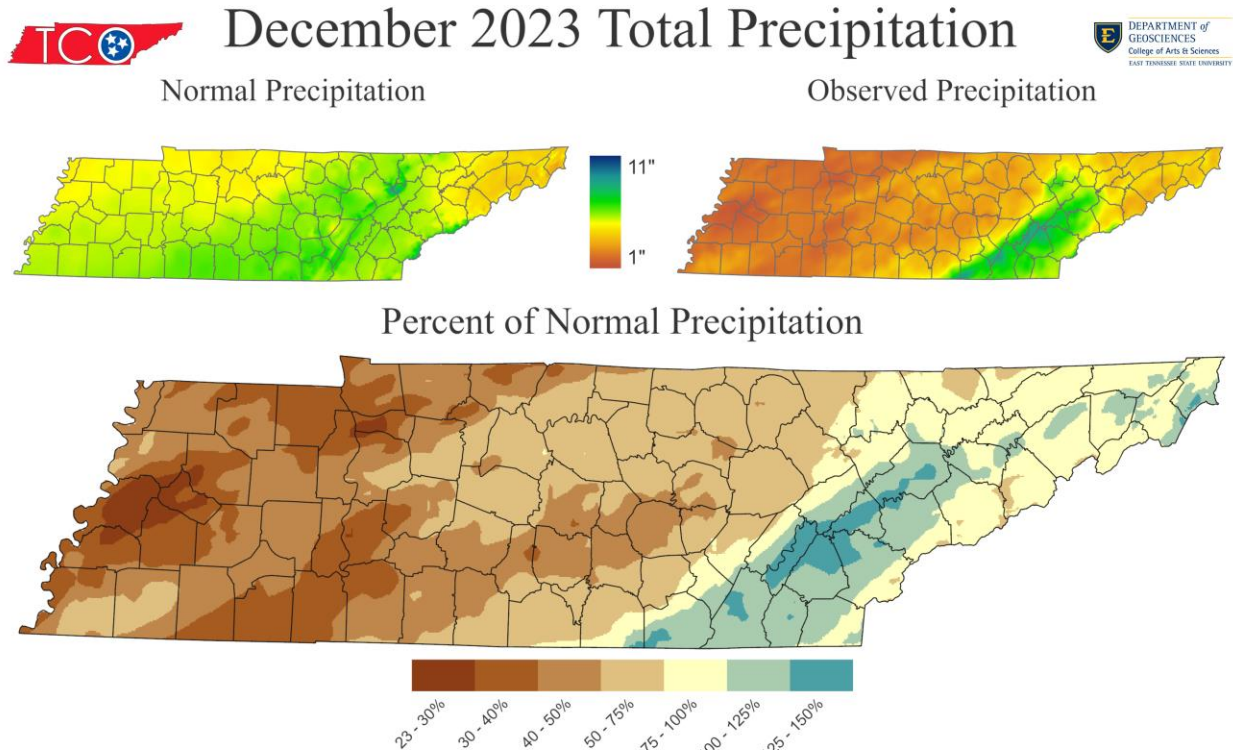 TCO
December 2023 Total Precipitation
DEPARTMENT of
GEOSCIENCES
College of Arts & Sciences
EAST TENNESSEE STATE UNIVERSITY
Normal Precipitation
Observed Precipitation
11"
1"
Percent of Normal Precipitation
23 - 30%
30 - 40%
40 - 50%
50 - 75%
75 - 100%
00 - 125%
25 - 150%